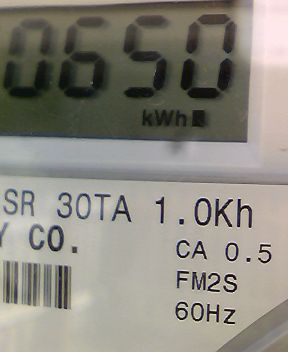 0650
kWh
SR 30TA 1.0Kh
Y CO.
CA 0.5
FM2S
60Hz